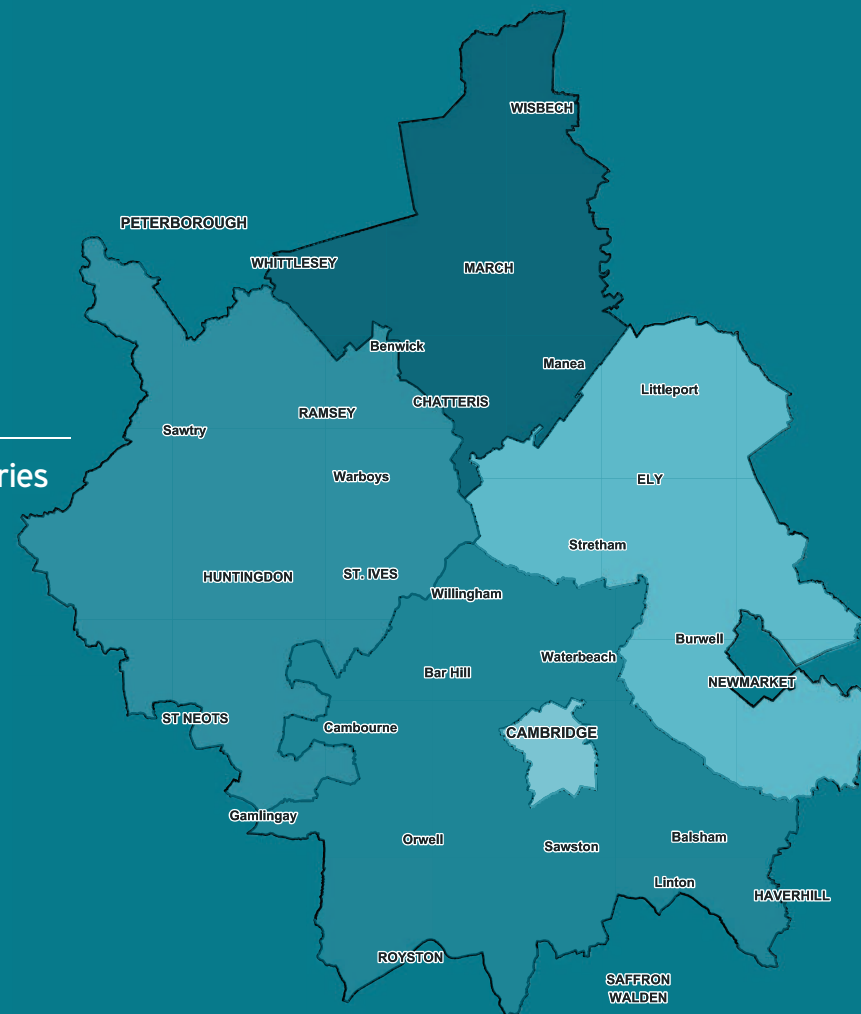 WISBECH
PETERBOROUGH
WHITTLESEY
MARCH
Benwick
Manea
Littleport
CHATTERIS
RAMSEY
Sawtry
ries
Warboys
ELY
Stretham
HUNTINGDON
ST. IVES
Willingham
Burwell
Waterbeach
Bar Hill
NEWMARKET
ST NEOTS
Cambourne
CAMBRIDGE
Gamlingay
Orwell
Sawston
Balsham
Linton
HAVERHILL
ROYSTON
SAFFRON
WALDEN